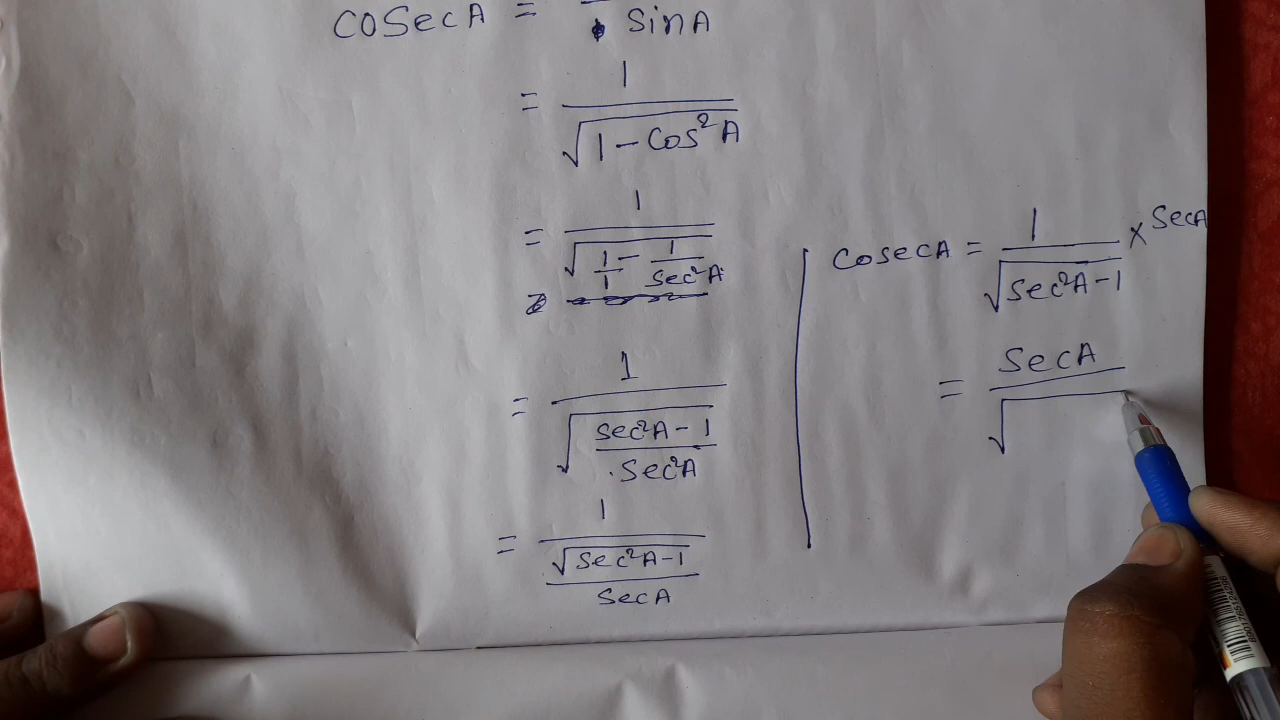 cosecA = / SinA
= 1 / √(1 - Cos²A)
= 1 / √(1/1 - 1/Sec²A)
= 1 / √((Sec²A - 1)/Sec²A)
= 1 / (√(Sec²A - 1) / SecA)
CosecA = 1 / √(Sec²A - 1) × SecA
= SecA / √